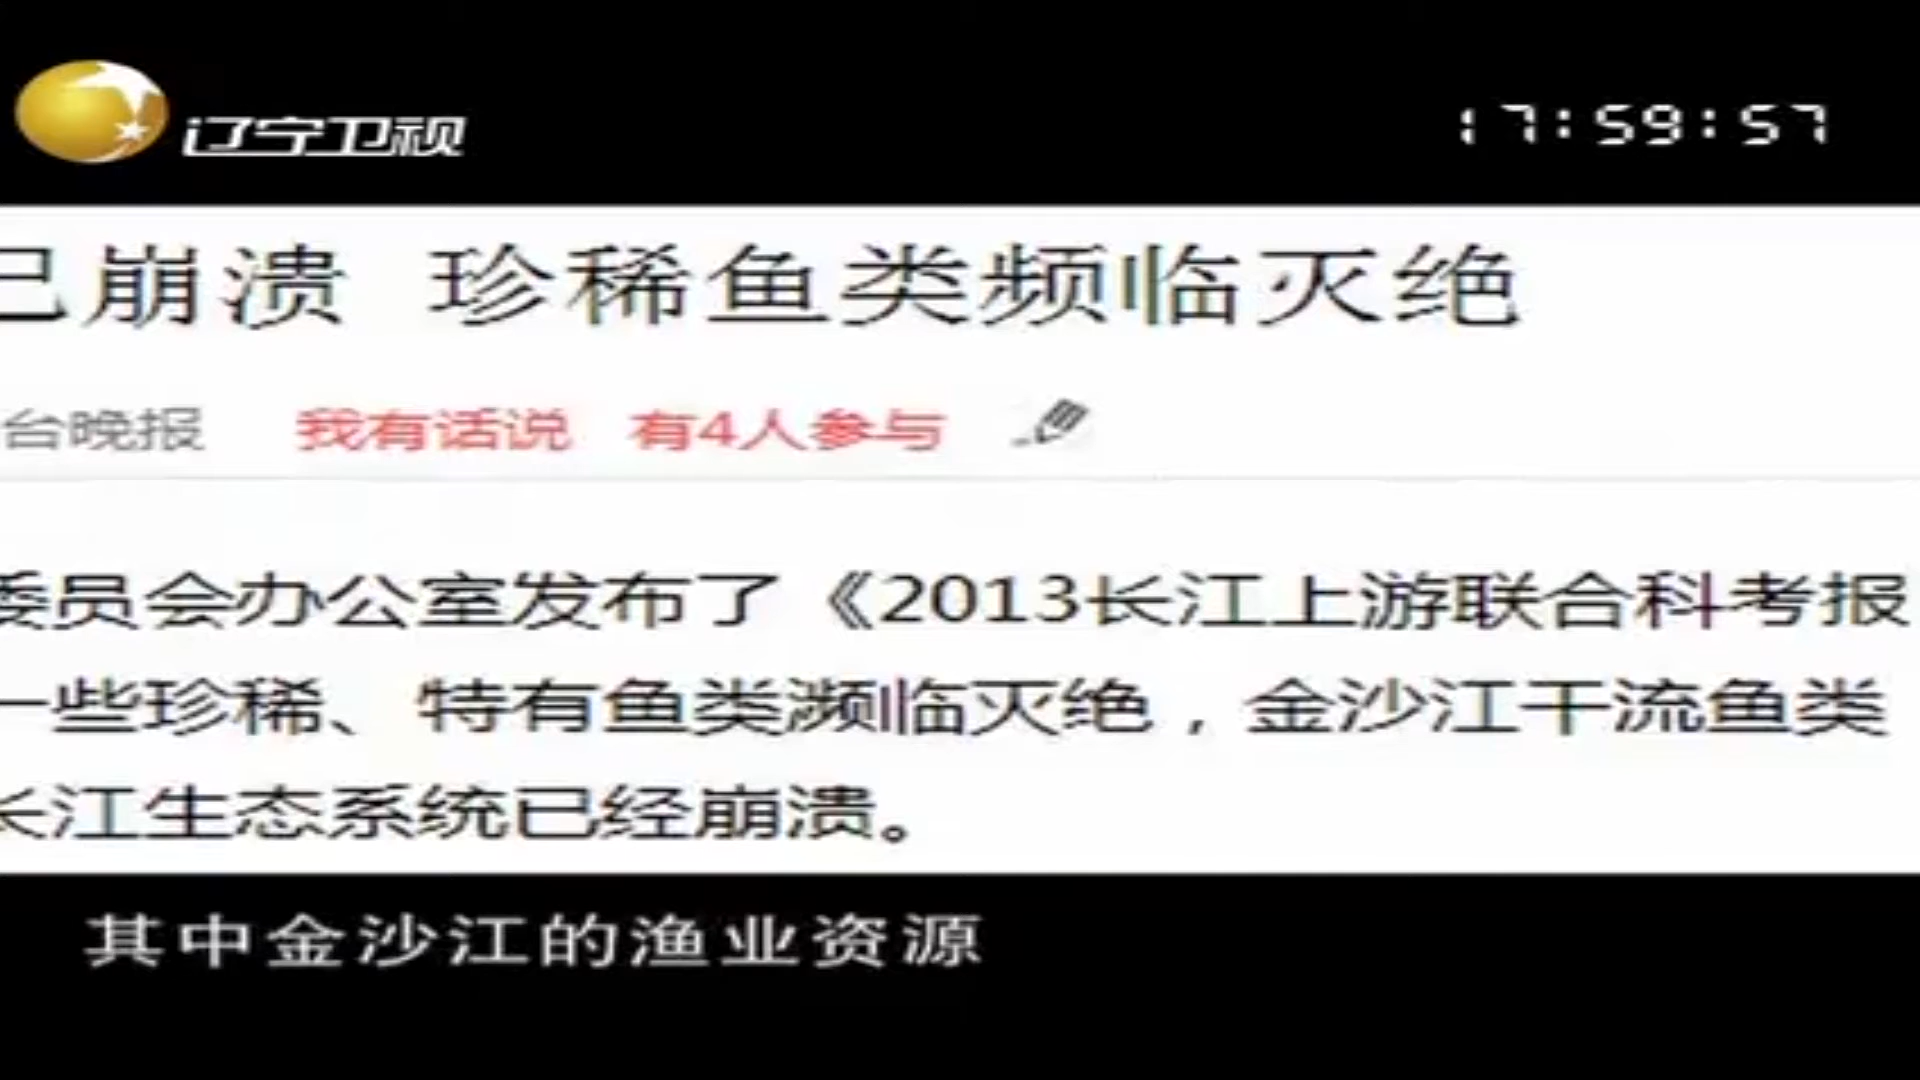 辽宁卫视
17:59:57
已崩溃 珍稀鱼类频临灭绝
台晚报 我有话说 有4人参与
委员会办公室发布了《2013长江上游联合科考报
一些珍稀、特有鱼类濒临灭绝，金沙江干流鱼类
长江生态系统已经崩溃。
其中金沙江的渔业资源